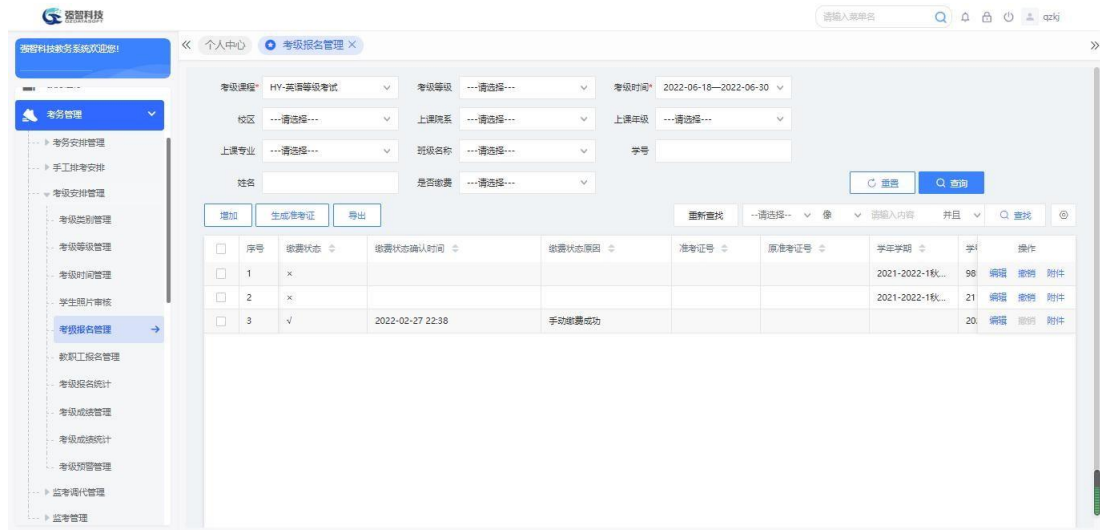 强智科技
QZDATASOFT
请输入菜单名
qzkj
强智科技教务系统欢迎您!
个人中心
考级报名管理 ×
考务管理
考务安排管理
手工排考安排
考级安排管理
考级类别管理
考级等级管理
考级时间管理
学生照片审核
考级报名管理
教职工报名管理
考级报名统计
考级成绩管理
考级成绩统计
考级预警管理
监考调代管理
监考管理
考级课程* HY-英语等级考试 考级等级 ---请选择--- 考级时间* 2022-06-18—2022-06-30
校区 ---请选择--- 上课院系 ---请选择--- 上课年级 ---请选择---
上课专业 ---请选择--- 班级名称 ---请选择--- 学号
姓名 是否缴费 ---请选择--- 重置 查询
增加 生成准考证 导出 重新查找 --请选择-- 像 请输入内容 并且 查找
序号 缴费状态 缴费状态确认时间 缴费状态原因 准考证号 原准考证号 学年学期 操作
1 × 2021-2022-1秋... 98 编辑 撤销 附件
2 × 2021-2022-1秋... 21 编辑 撤销 附件
3 √ 2022-02-27 22:38 手动缴费成功 20 编辑 撤销 附件